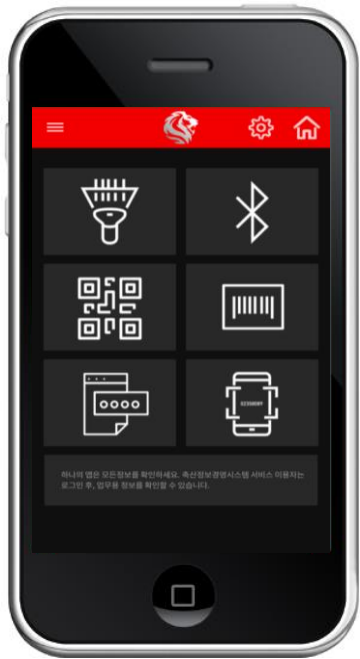 하나의 앱은 모든정보를 확인하세요. 축산정보경영시스템 서비스 이용자는
로그인 후, 업무용 정보를 확인할 수 있습니다.